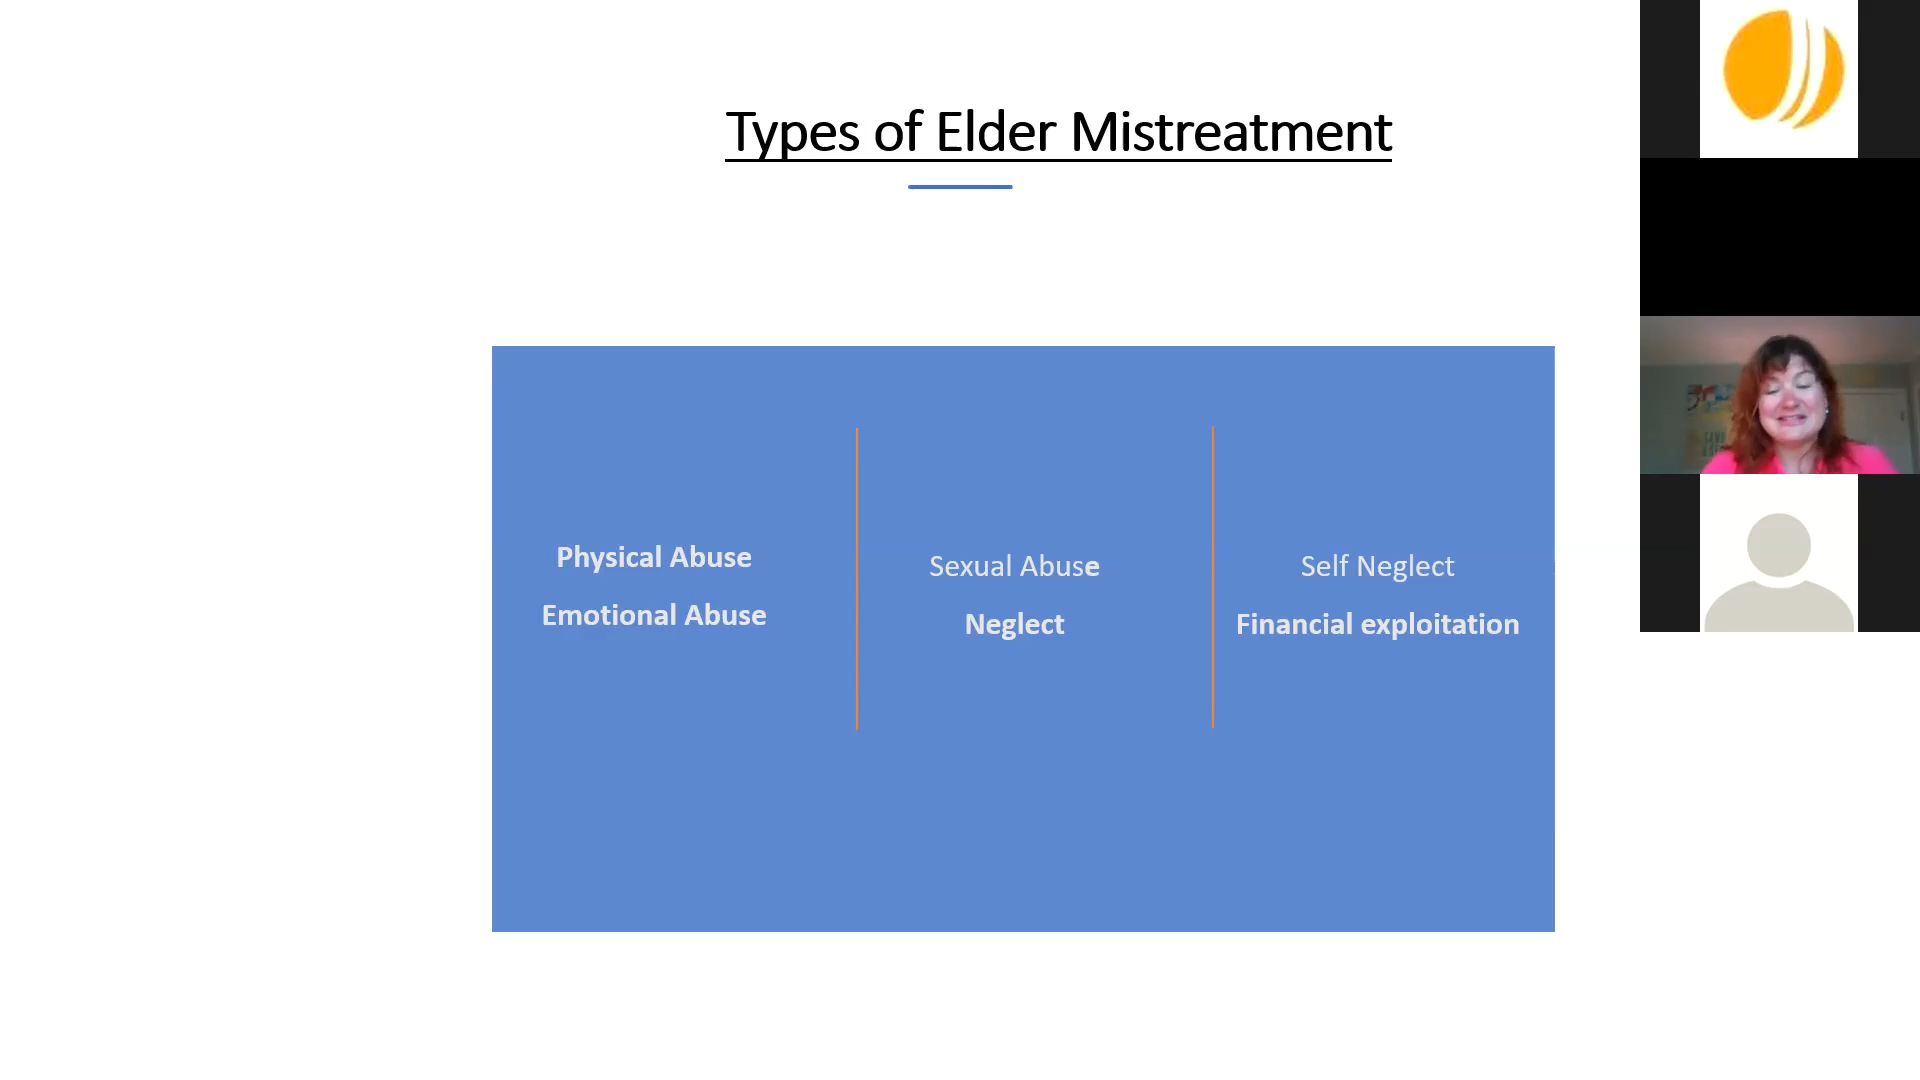 Types of Elder Mistreatment
Physical Abuse
Emotional Abuse
Sexual Abuse
Neglect
Self Neglect
Financial exploitation